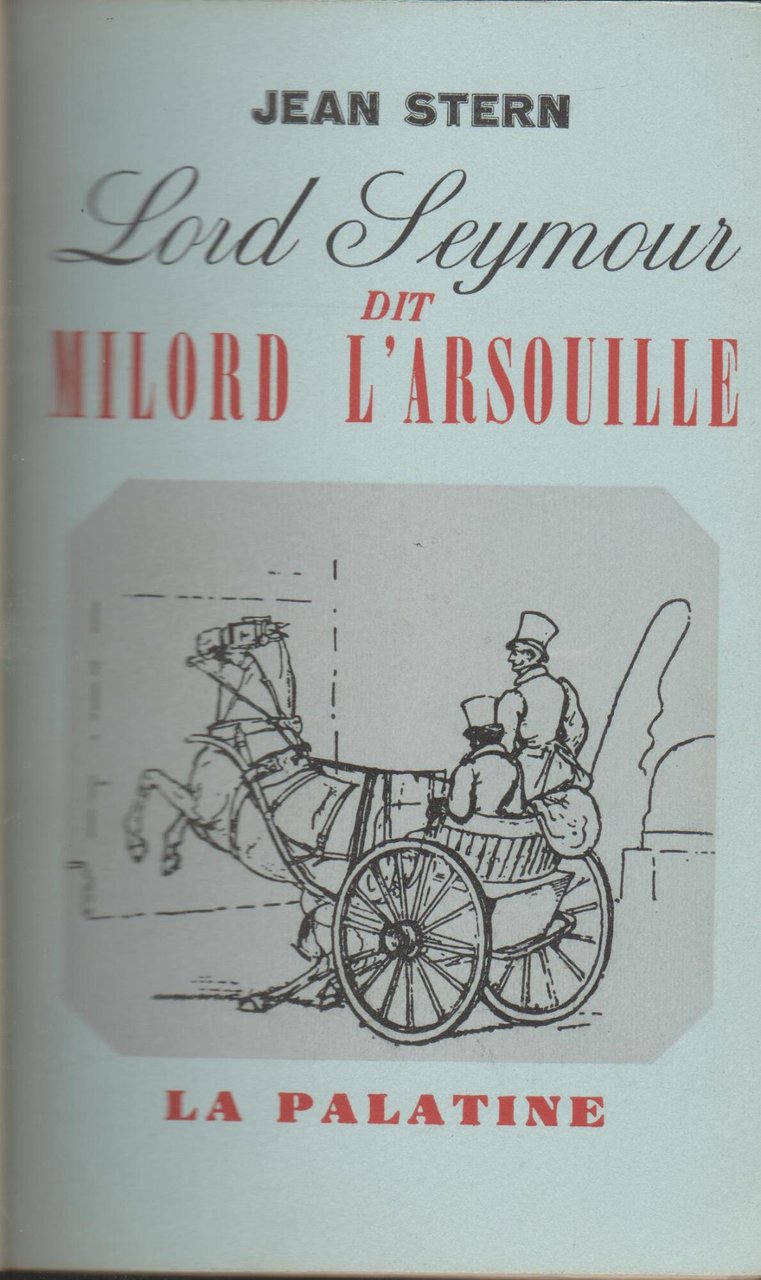 JEAN STERN
Lord Seymour
DIT
MILORD L'ARSOUILLE
LA PALATINE